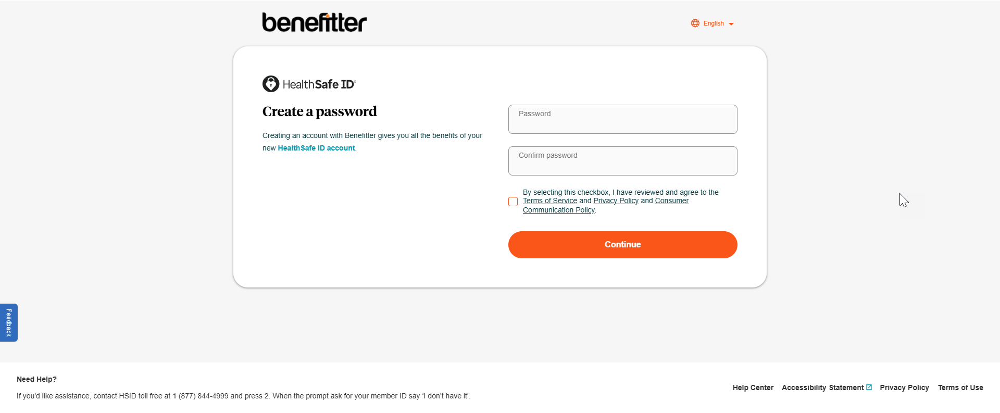 benefitter
English
HealthSafe ID®
Create a password
Creating an account with Benefitter gives you all the benefits of your
new HealthSafe ID account.
Password
Confirm password
By selecting this checkbox, I have reviewed and agree to the
Terms of Service and Privacy Policy and Consumer
Communication Policy.
Continue
Feedback
Need Help?
If you'd like assistance, contact HSID toll free at 1 (877) 844-4999 and press 2. When the prompt ask for your member ID say ‘I don’t have it’.
Help Center Accessibility Statement Privacy Policy Terms of Use